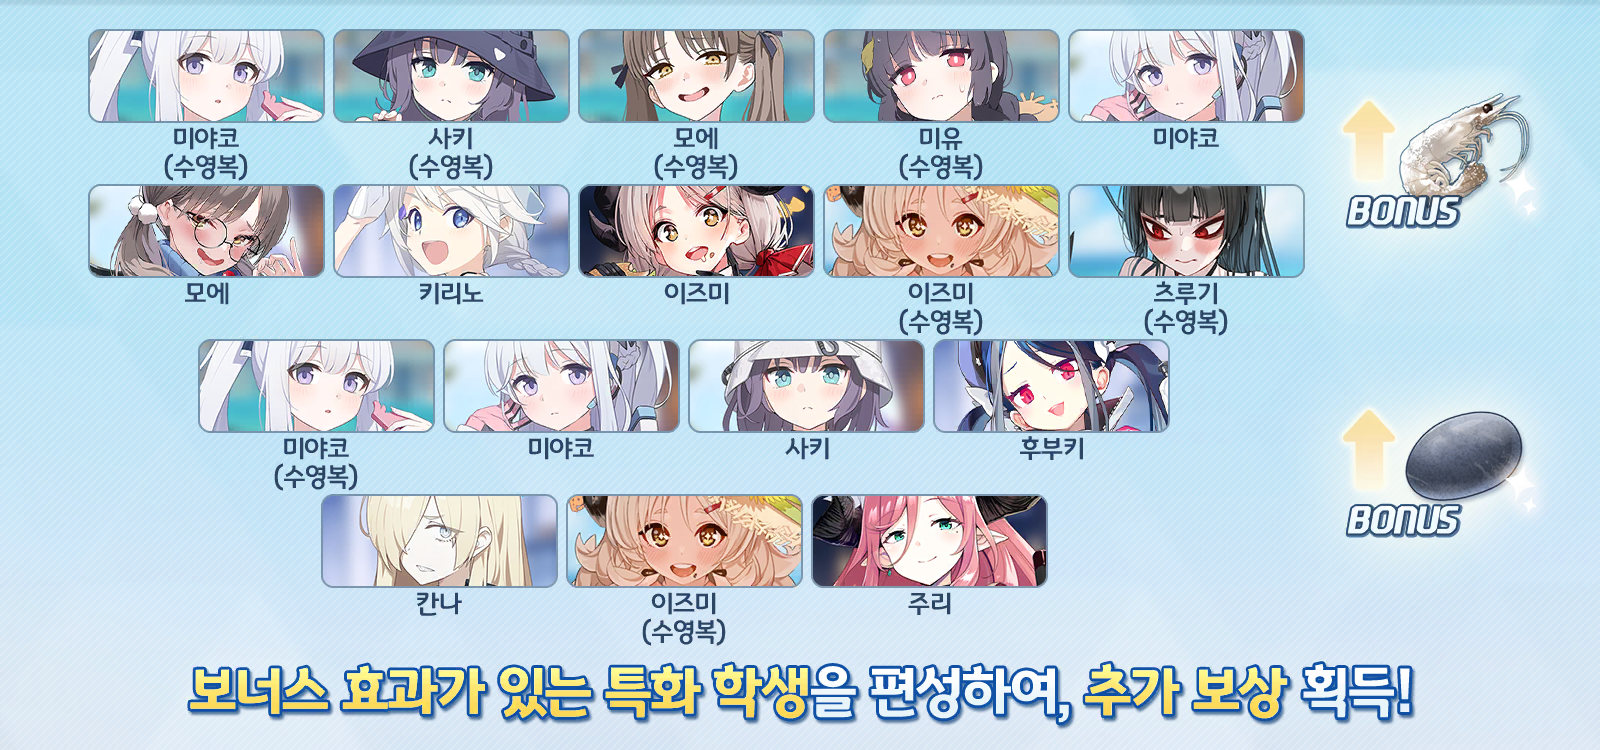 미야코
(수영복)
사키
(수영복)
모에
(수영복)
미유
(수영복)
미야코
BONUS
모에
키리노
이즈미
이즈미
(수영복)
츠루기
(수영복)
미야코
(수영복)
미야코
사키
후부키
BONUS
칸나
이즈미
(수영복)
주리
보너스 효과가 있는 특화 학생을 편성하여, 추가 보상 획득!